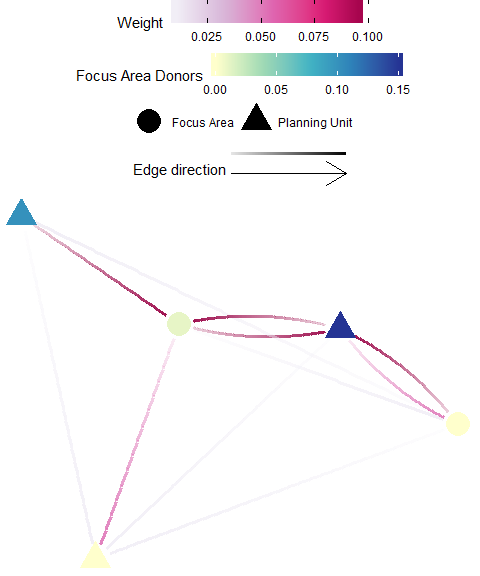 Weight
0.025 0.050 0.075 0.100
Focus Area Donors
0.00 0.05 0.10 0.15
Focus Area Planning Unit
Edge direction